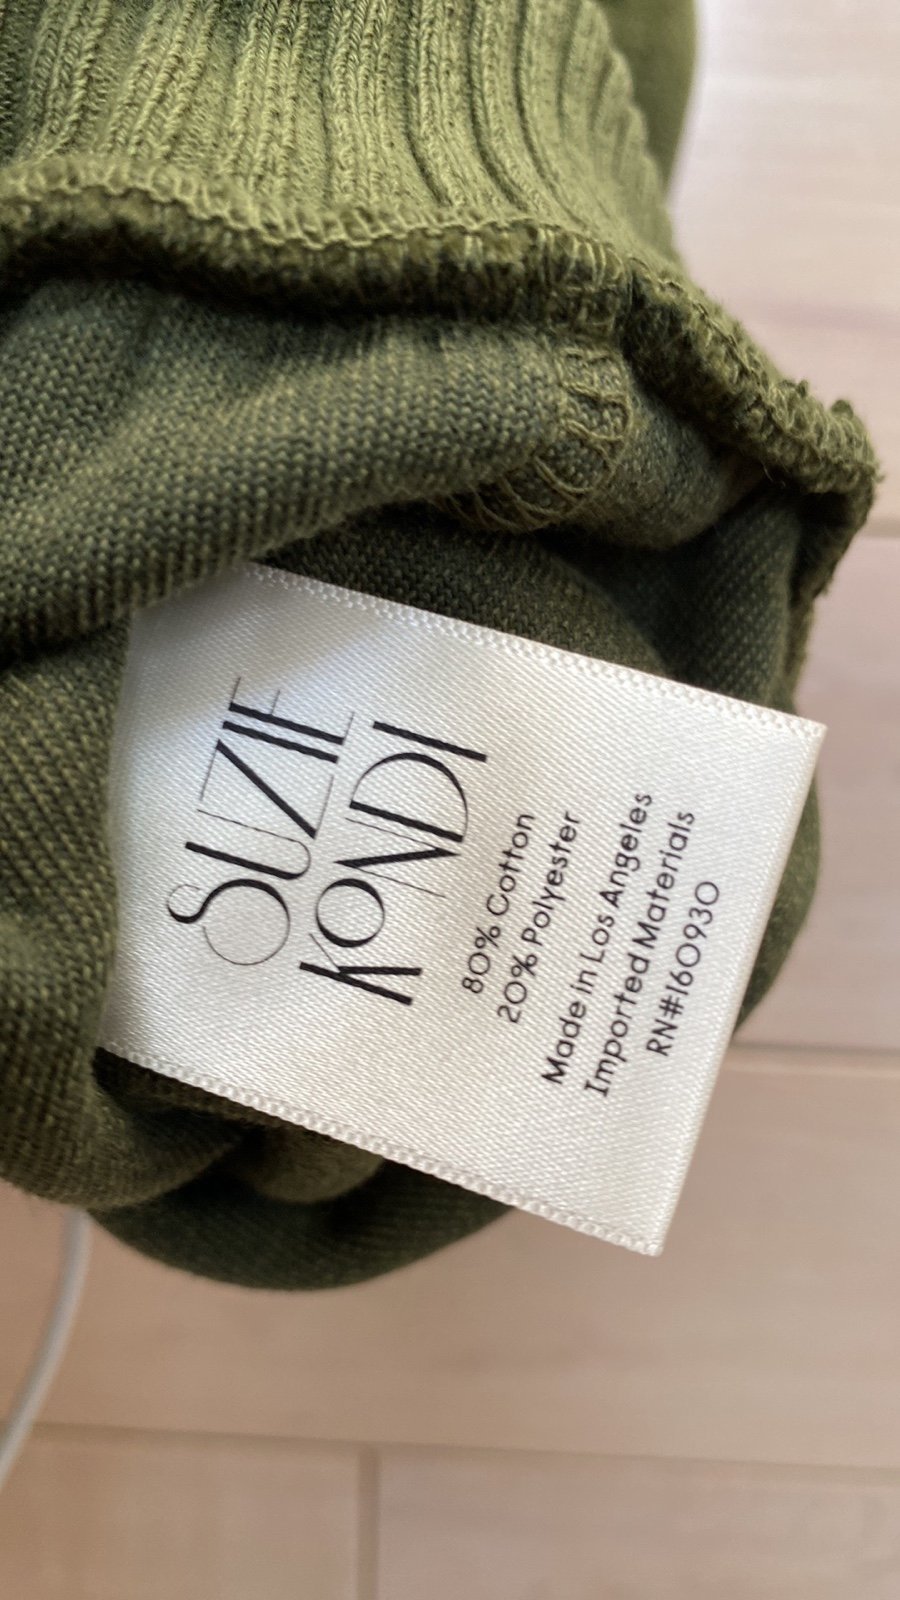 SUZIE
KONDI
80% Cotton
20% Polyester
Made in Los Angeles
Imported Materials
RN#160930